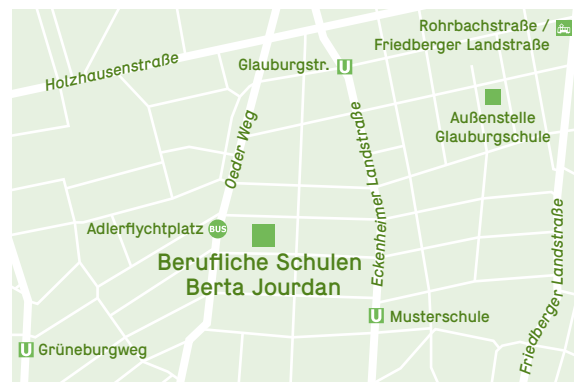 Rohrbachstraße /
Friedberger Landstraße
Holzhausenstraße
Glauburgstr. U
Außenstelle
Glauburgschule
Oeder Weg
Eckenheimer Landstraße
Adlerflychtplatz BUS
Berufliche Schulen
Berta Jourdan
Friedberger Landstraße
U Musterschule
U Grüneburgweg